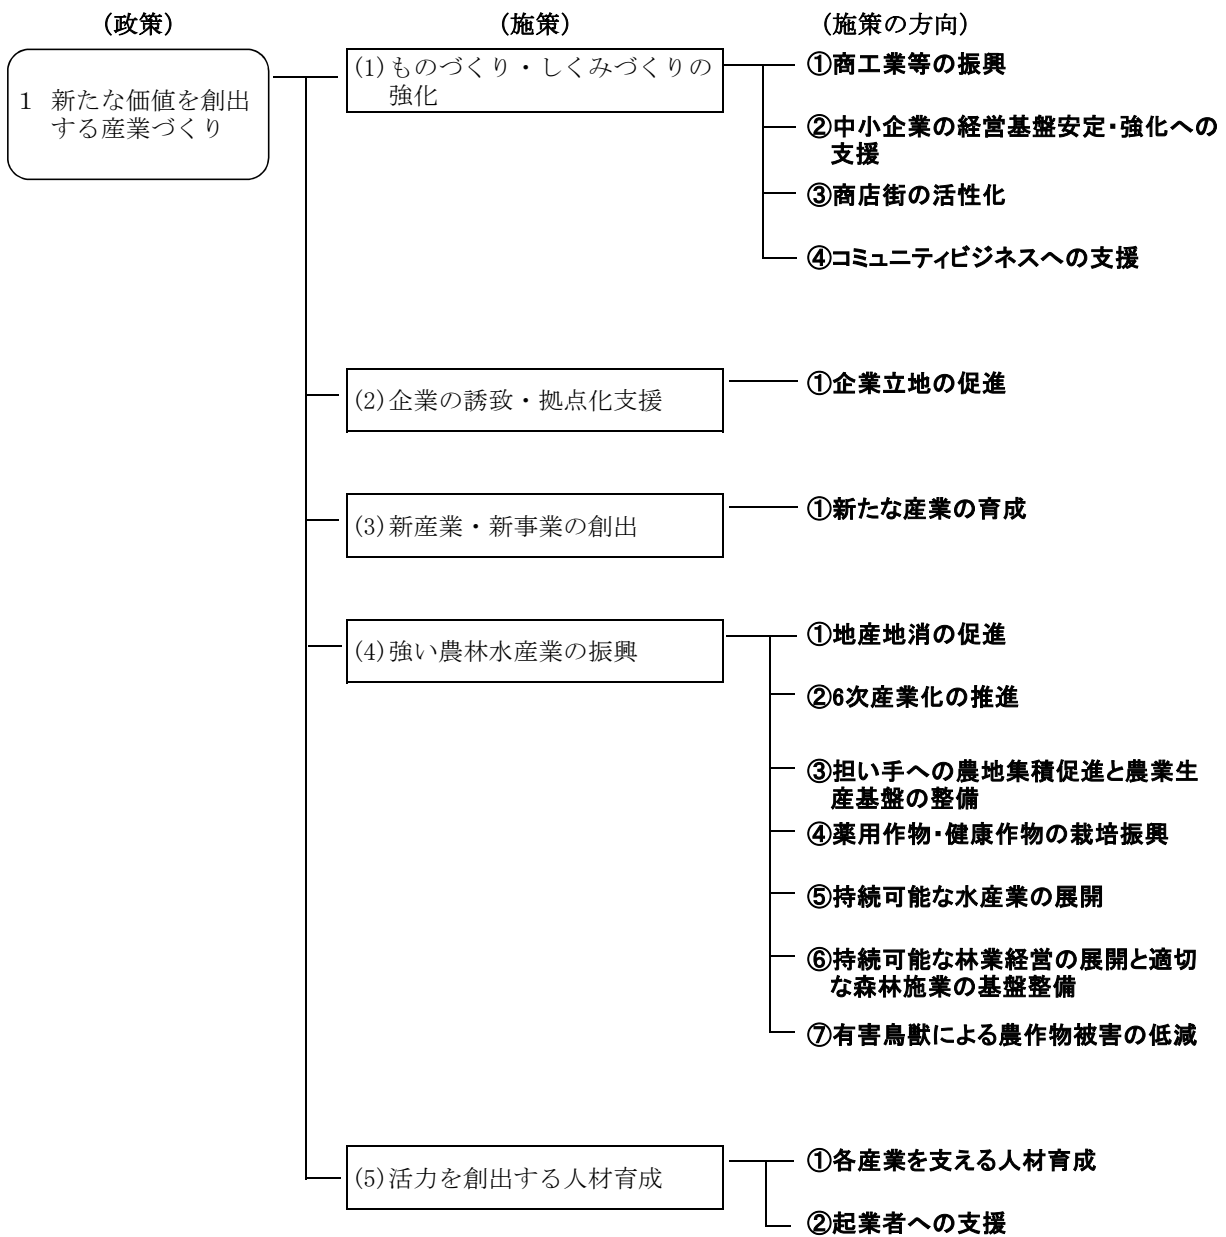 （政策）
（施策）
（施策の方向）
1 新たな価値を創出
する産業づくり
(1)ものづくり・しくみづくりの
強化
①商工業等の振興
②中小企業の経営基盤安定・強化への
支援
③商店街の活性化
④コミュニティビジネスへの支援
(2)企業の誘致・拠点化支援
①企業立地の促進
(3)新産業・新事業の創出
①新たな産業の育成
(4)強い農林水産業の振興
①地産地消の促進
②6次産業化の推進
③担い手への農地集積促進と農業生
産基盤の整備
④薬用作物・健康作物の栽培振興
⑤持続可能な水産業の展開
⑥持続可能な林業経営の展開と適切
な森林施業の基盤整備
⑦有害鳥獣による農作物被害の低減
(5)活力を創出する人材育成
①各産業を支える人材育成
②起業者への支援